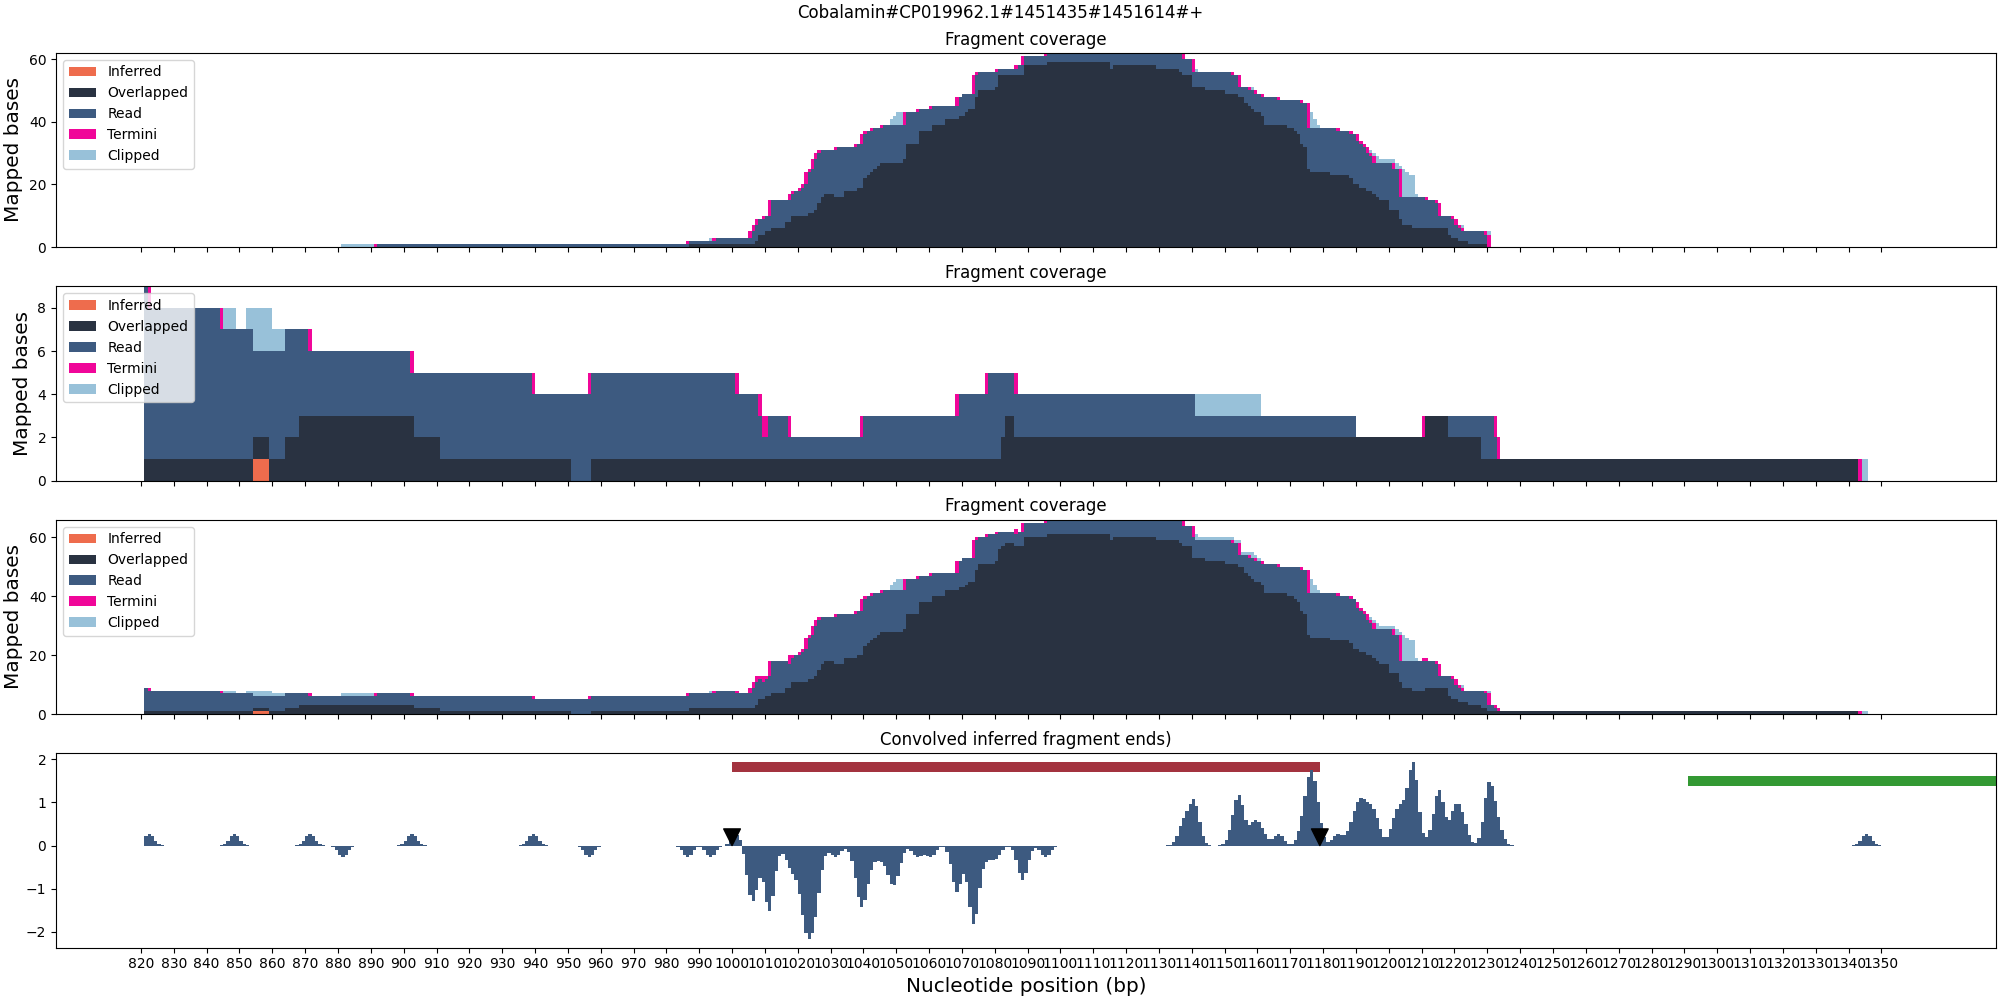 Cobalamin#CP019962.1#1451435#1451614#+
Fragment coverage
Mapped bases
60
40
20
0
Inferred
Overlapped
Read
Termini
Clipped
Fragment coverage
Mapped bases
8
6
4
2
0
Inferred
Overlapped
Read
Termini
Clipped
Fragment coverage
Mapped bases
60
40
20
0
Inferred
Overlapped
Read
Termini
Clipped
Convolved inferred fragment ends)
2
1
0
−1
−2
820 830 840 850 860 870 880 890 900 910 920 930 940 950 960 970 980 990 1000 1010 1020 1030 1040 1050 1060 1070 1080 1090 1100 1110 1120 1130 1140 1150 1160 1170 1180 1190 1200 1210 1220 1230 1240 1250 1260 1270 1280 1290 1300 1310 1320 1330 1340 1350
Nucleotide position (bp)